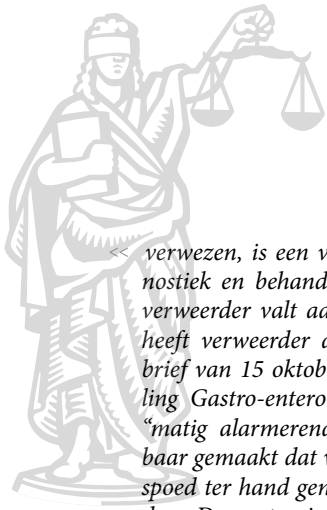 << verwezen, is een v
nostiek en behand
verweerder valt aa
heeft verweerder d
brief van 15 oktob
ling Gastro-entero
“matig alarmerend
baar gemaakt dat v
spoed ter hand gen